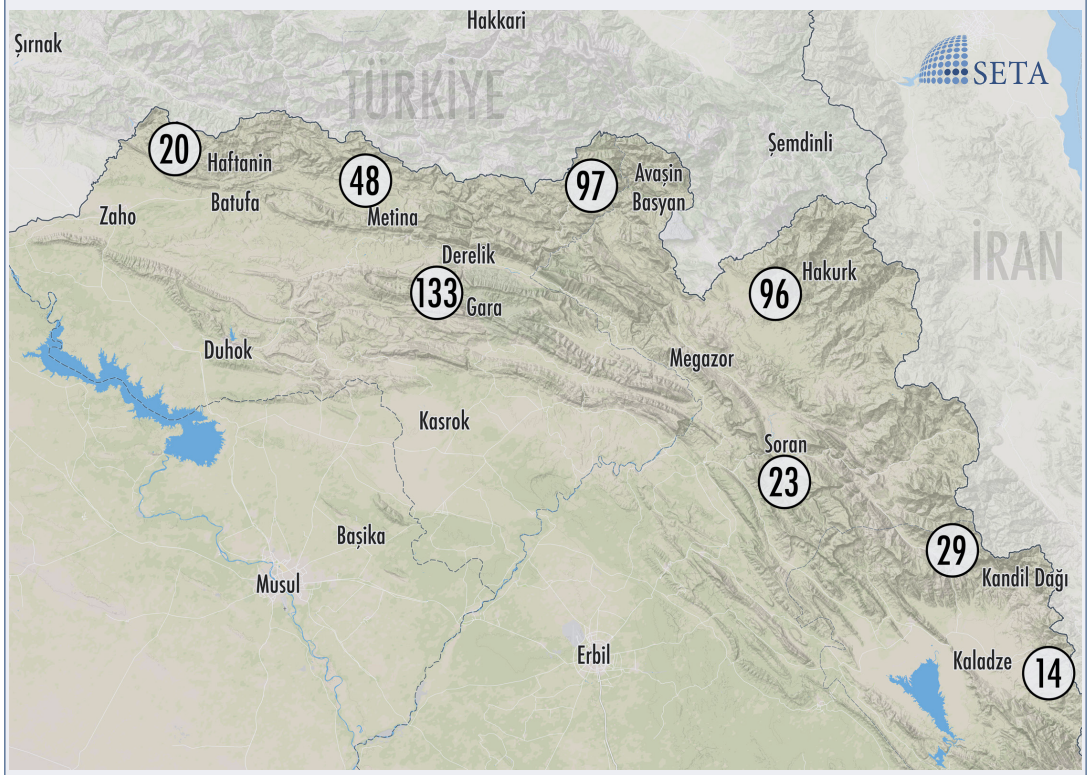 Hakkari
Şırnak
SETA
TÜRKİYE
Şemdinli
20
Haftanin
48
Avaşin
Basyan
97
Batufa
Metina
Zaho
İRAN
Derelik
133
Gara
Hakurk
96
Duhok
Megazor
Kasrok
Soran
23
Başika
29
Kandil Dağı
Musul
Erbil
Kaladze
14